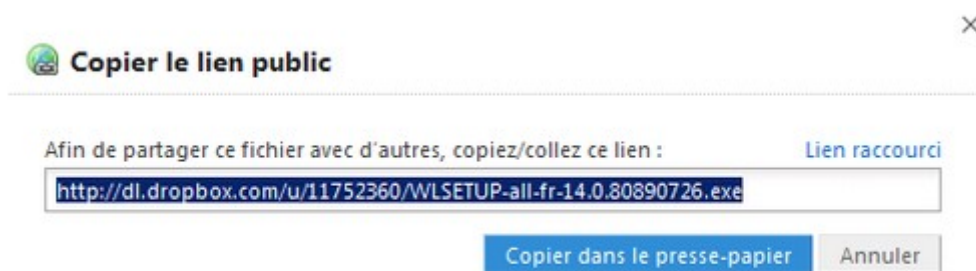 Copier le lien public
Afin de partager ce fichier avec d'autres, copiez/collez ce lien : Lien raccourci
http://dl.dropbox.com/u/11752360/WLSETUP-all-fr-14.0.80890726.exe
Copier dans le presse-papier Annuler